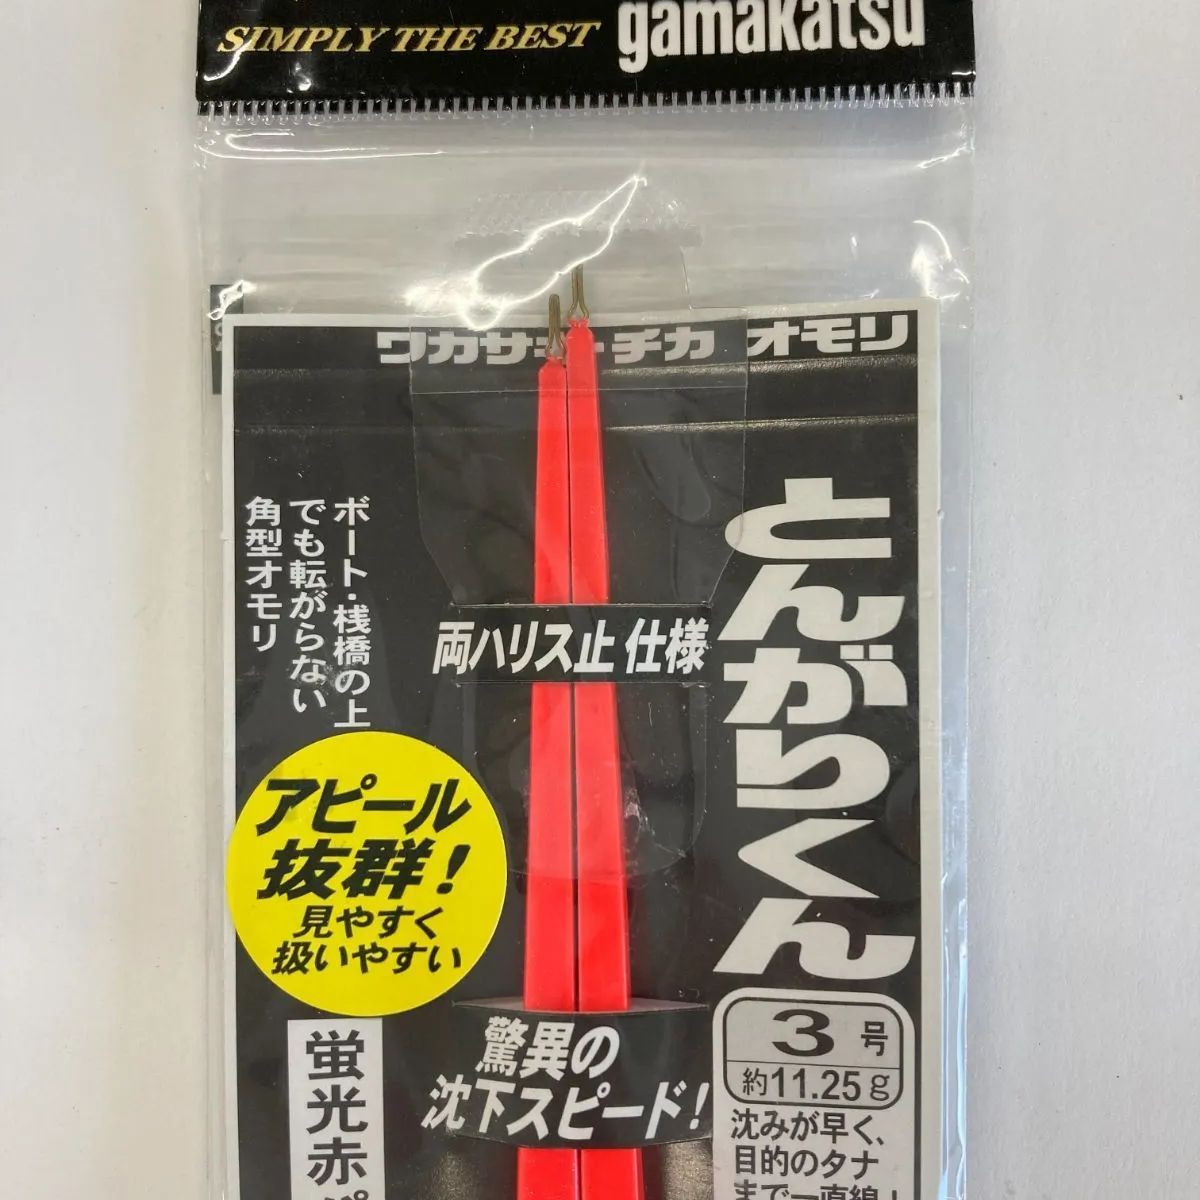 SIMPLY THE BEST
gamakatsu
ワカサギ・チカ オモリ
とんがりくん
ボート・桟橋の上
でも転がらない
角型オモリ
両ハリス止仕様
アピール
抜群!
見やすく
扱いやすい
驚異の
沈下スピード!
3号
約11.25g
沈みが早く、
目的のタナ
まで一直線!
蛍光赤パ